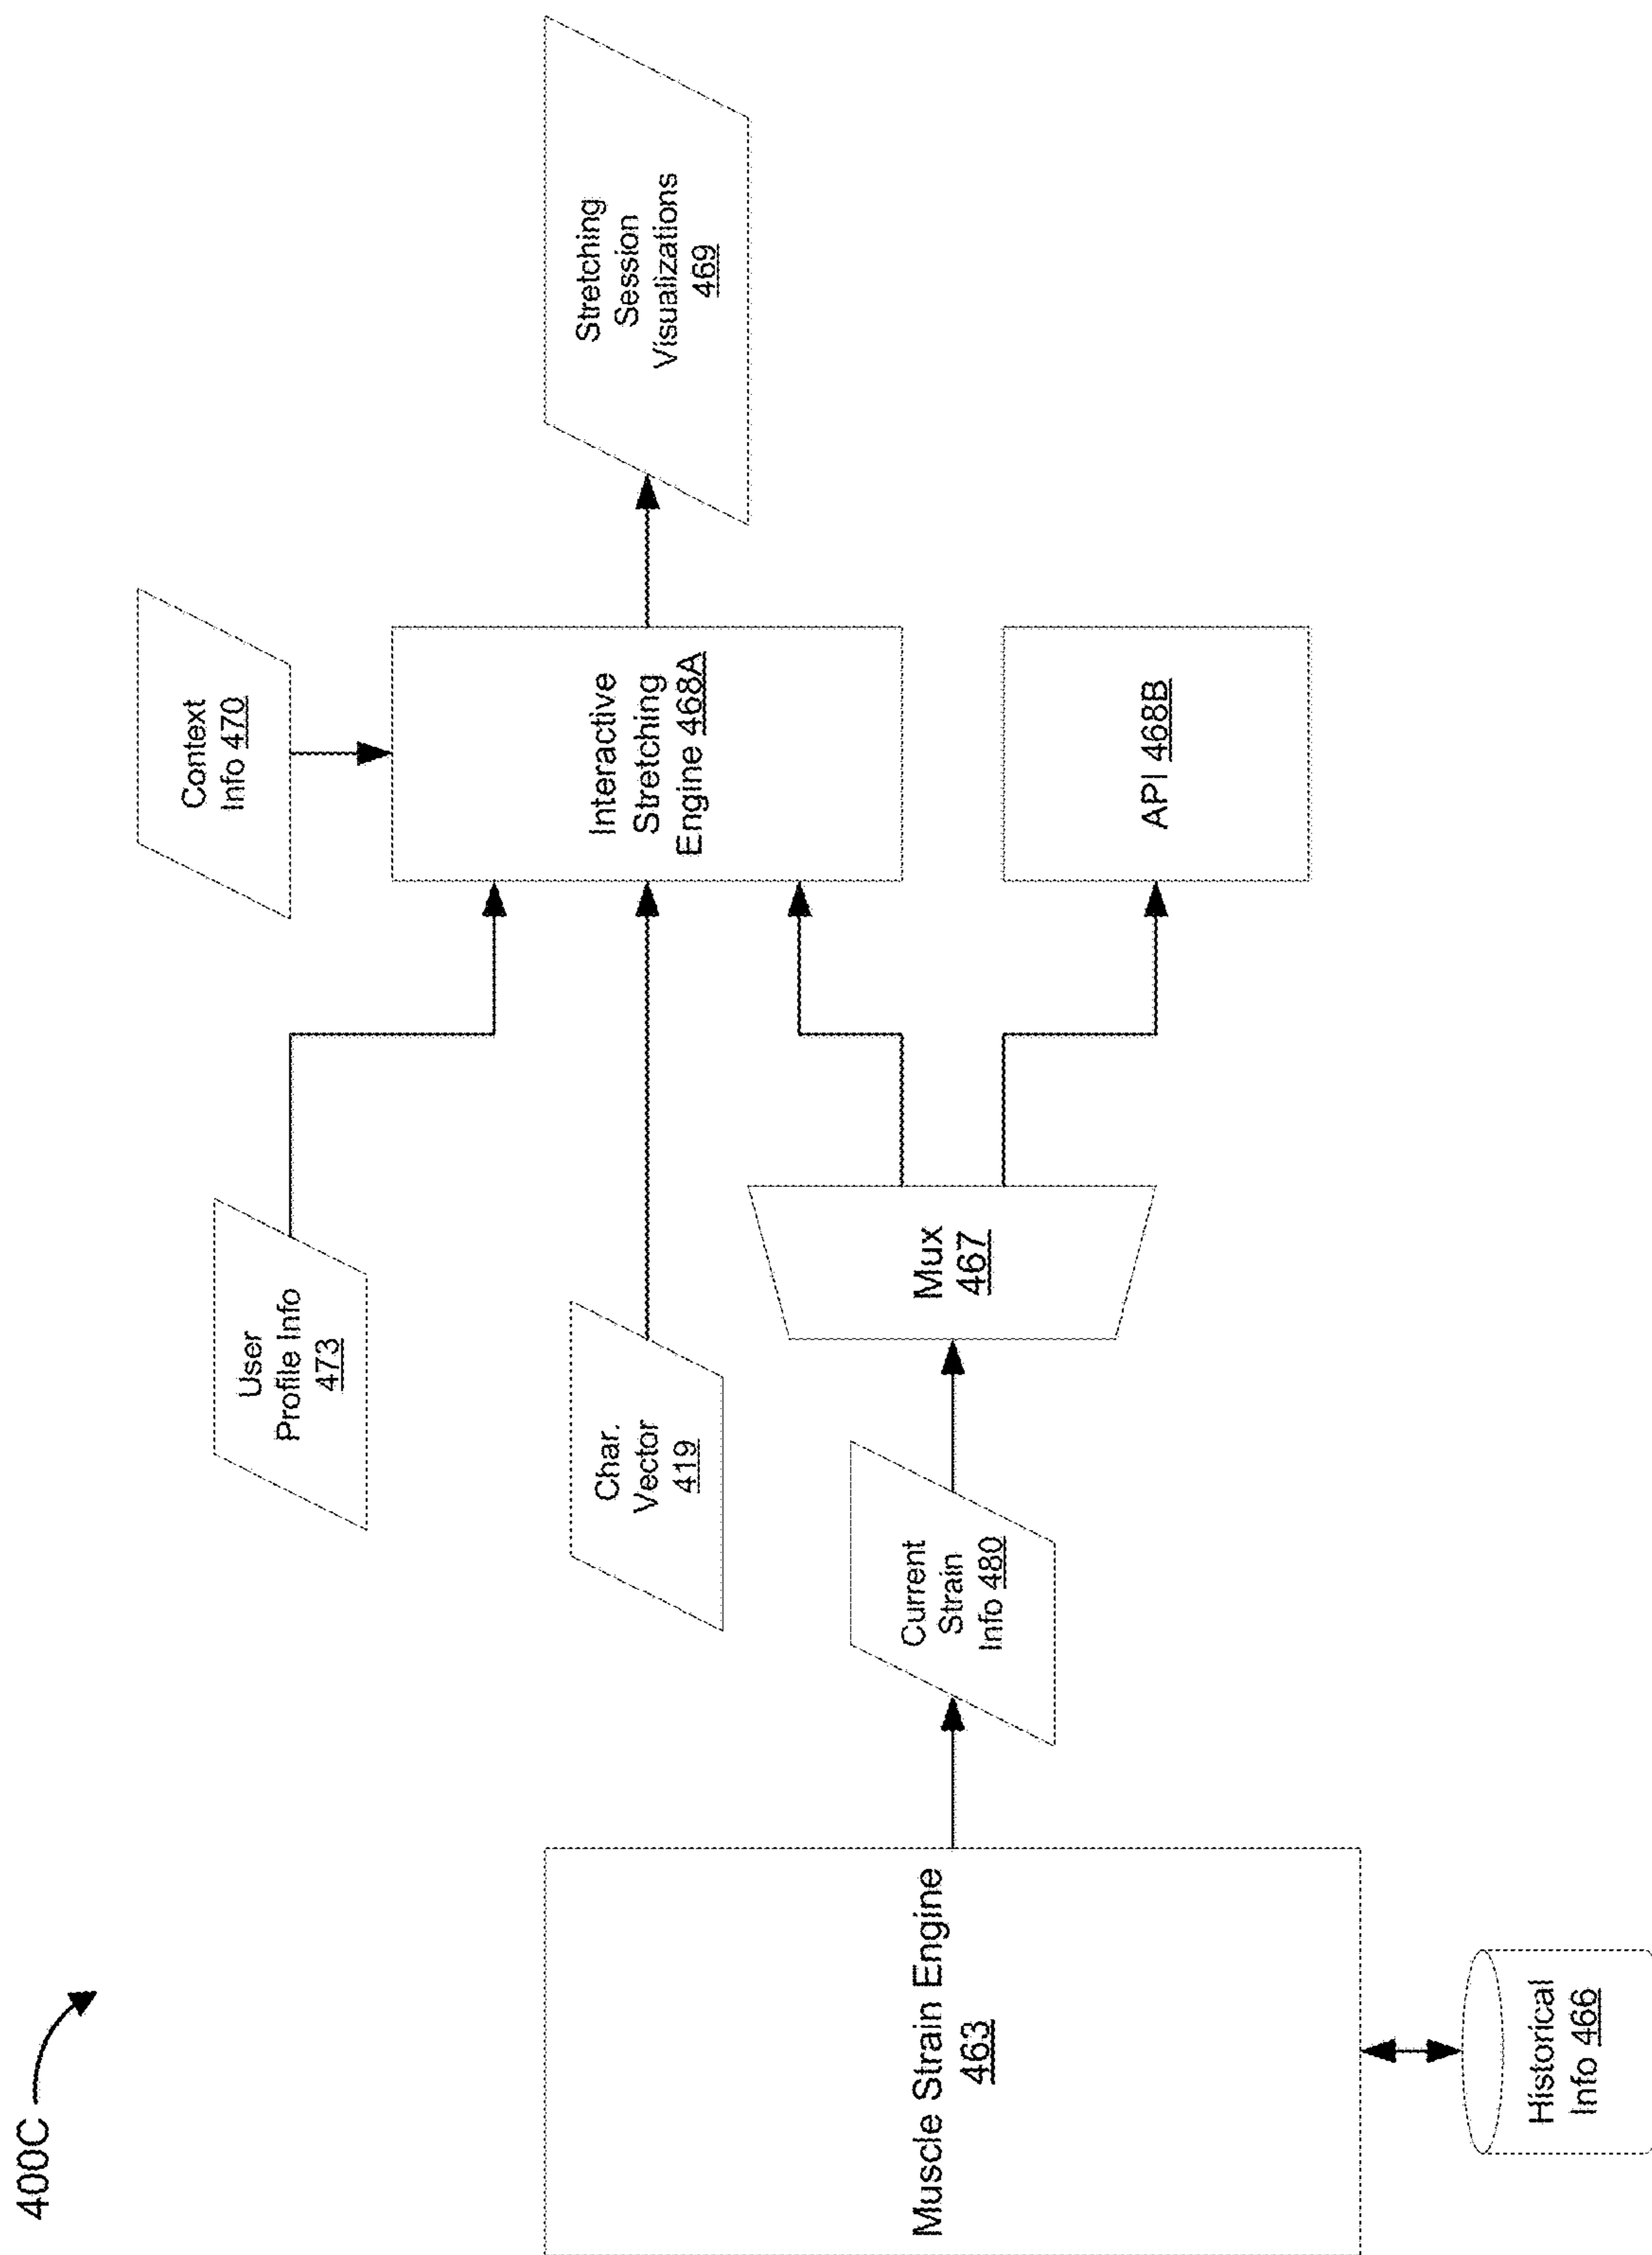 400C
Muscle Strain Engine
463
Historical
Info 466
Current
Strain
Info 480
Mux
467
Char.
Vector
419
User
Profile Info
473
Context
Info 470
Interactive
Stretching
Engine 468A
API 468B
Stretching
Session
Visualizations
469